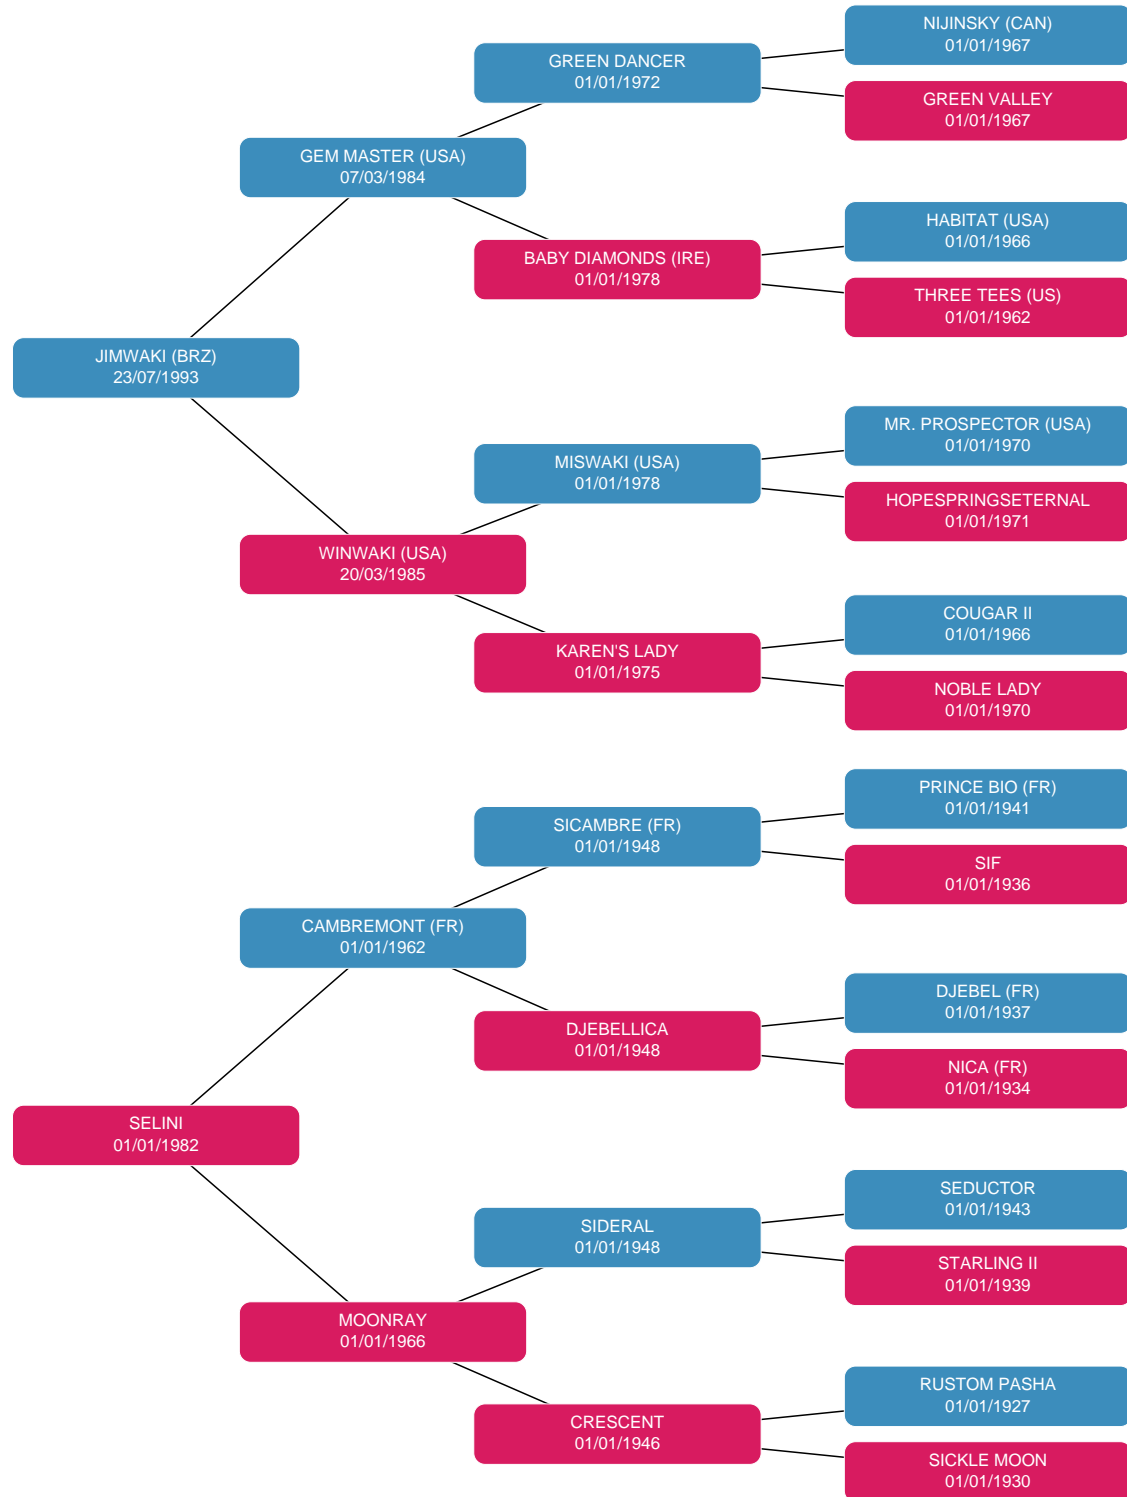 NIJINSKY (CAN)
01/01/1967
GREEN DANCER
01/01/1972
GREEN VALLEY
01/01/1967
GEM MASTER (USA)
07/03/1984
HABITAT (USA)
01/01/1966
BABY DIAMONDS (IRE)
01/01/1978
THREE TEES (US)
01/01/1962
JIMWAKI (BRZ)
23/07/1993
MR. PROSPECTOR (USA)
01/01/1970
MISWAKI (USA)
01/01/1978
HOPESPRINGSETERNAL
01/01/1971
WINWAKI (USA)
20/03/1985
COUGAR II
01/01/1966
KAREN'S LADY
01/01/1975
NOBLE LADY
01/01/1970
PRINCE BIO (FR)
01/01/1941
SICAMBRE (FR)
01/01/1948
SIF
01/01/1936
CAMBREMONT (FR)
01/01/1962
DJEBEL (FR)
01/01/1937
DJEBELLICA
01/01/1948
NICA (FR)
01/01/1934
SELINI
01/01/1982
SEDUCTOR
01/01/1943
SIDERAL
01/01/1948
STARLING II
01/01/1939
MOONRAY
01/01/1966
RUSTOM PASHA
01/01/1927
CRESCENT
01/01/1946
SICKLE MOON
01/01/1930